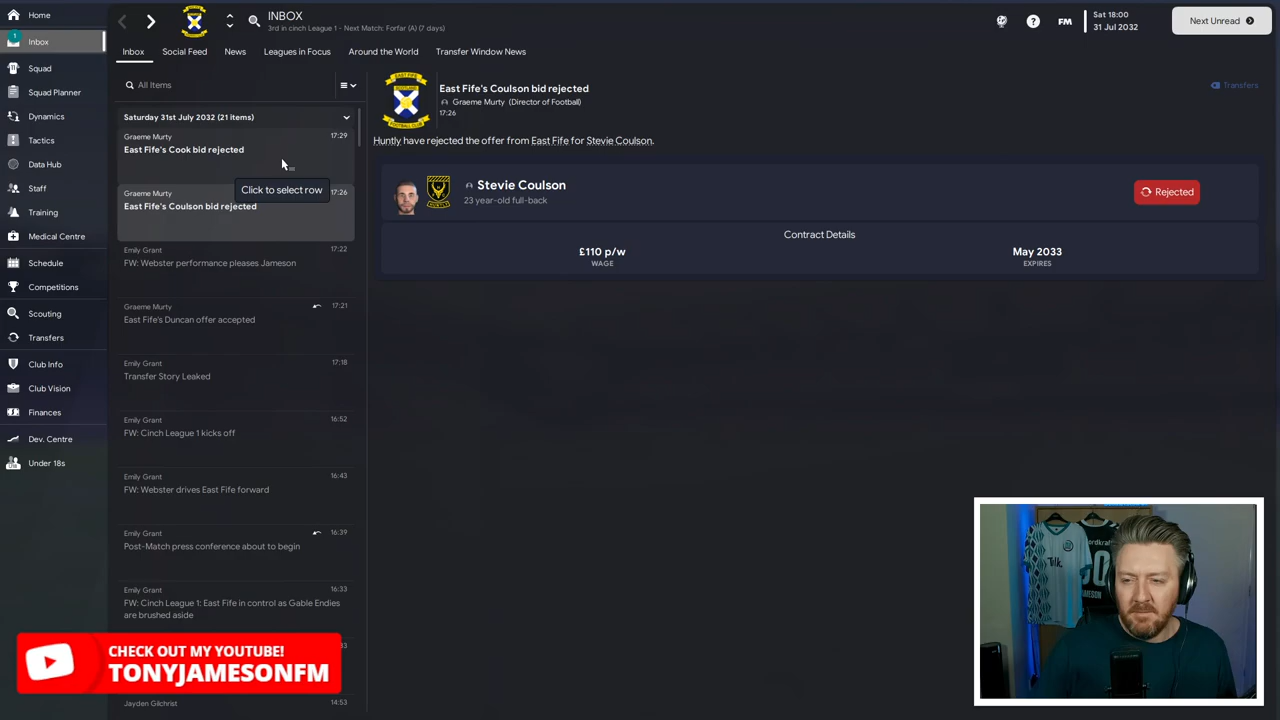 Home
1
Inbox
Squad
Squad Planner
Dynamics
Tactics
Data Hub
Staff
Training
Medical Centre
Schedule
Competitions
Scouting
Transfers
Club Info
Club Vision
Finances
Dev. Centre
Under 18s
INBOX
3rd in cinch League 1 - Next Match: Forfar (A) (7 days)
FM
Sat 18:00
31 Jul 2032
Next Unread
Inbox
Social Feed
News
Leagues in Focus
Around the World
Transfer Window News
All Items
Saturday 31st July 2032 (21 items)
Graeme Murty 17:29
East Fife's Cook bid rejected
Click to select row
Graeme Murty 17:26
East Fife's Coulson bid rejected
Emily Grant 17:22
FW: Webster performance pleases Jameson
Graeme Murty 17:21
East Fife's Duncan offer accepted
Emily Grant 17:18
Transfer Story Leaked
Emily Grant 16:52
FW: Cinch League 1 kicks off
Emily Grant 16:43
FW: Webster drives East Fife forward
Emily Grant 16:39
Post-Match press conference about to begin
Emily Grant 16:33
FW: Cinch League 1: East Fife in control as Gable Endies
are brushed aside
Jayden Gilchrist 14:53
East Fife's Coulson bid rejected
Graeme Murty (Director of Football)
17:26
Transfers
Huntly have rejected the offer from East Fife for Stevie Coulson.
Stevie Coulson
23 year-old full-back
Rejected
Contract Details
£110 p/w
WAGE
May 2033
EXPIRES
CHECK OUT MY YOUTUBE!
TONYJAMESONFM